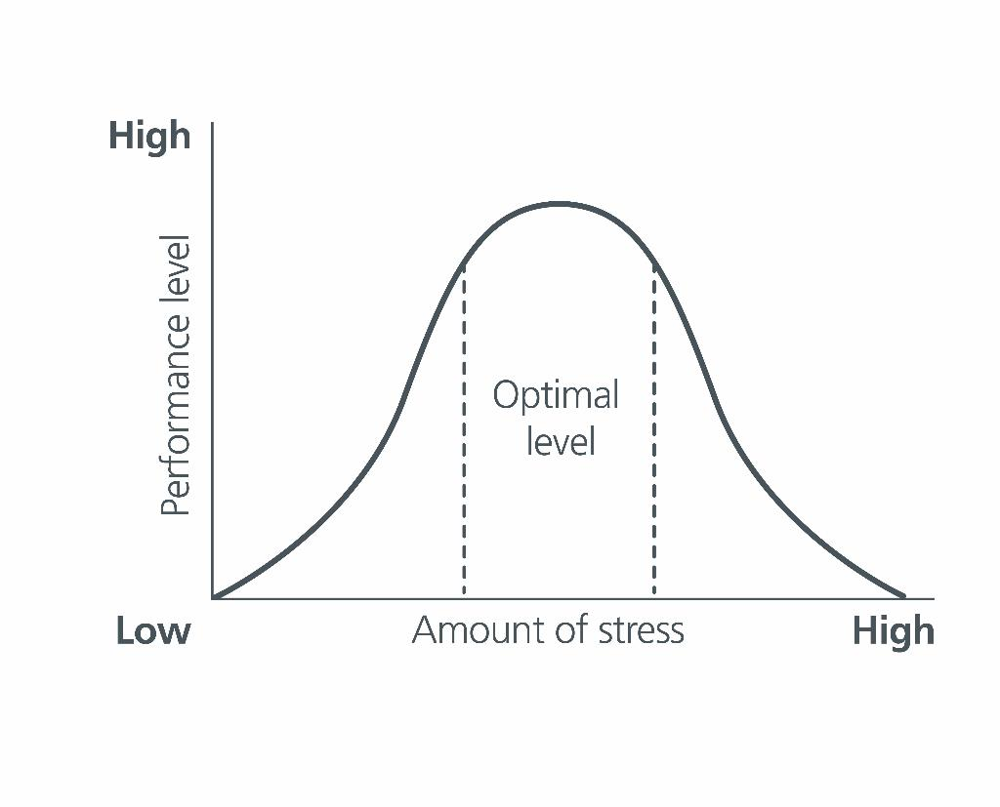 High
Performance level
Optimal
level
Low
Amount of stress
High